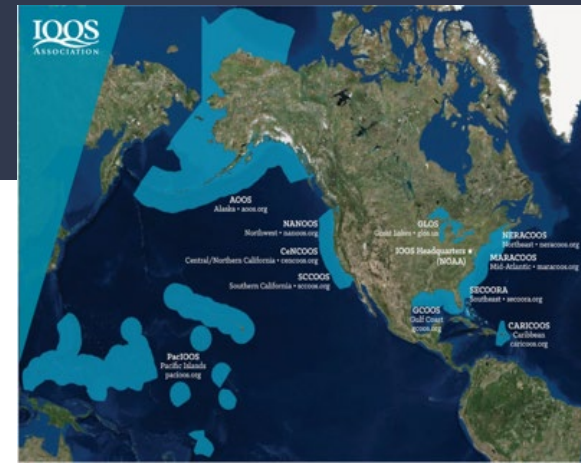 IOOS
ASSOCIATION
AOOS
Alaska • aoos.org
NANOOS
Northwest • nanoos.org
CeNCOOS
Central/Northern California • cencoos.org
SCCOOS
Southern California • sccoos.org
GLOS
Great Lakes • glos.us
IOOS Headquarters ★
(NOAA)
NERACOOS
Northeast • neracoos.org
MARACOOS
Mid-Atlantic • maracoos.org
SECOORA
Southeast • secoora.org
GCOOS
Gulf Coast
gcoos.org
CARICOOS
Caribbean
caricoos.org
PacIOOS
Pacific Islands
pacioos.org